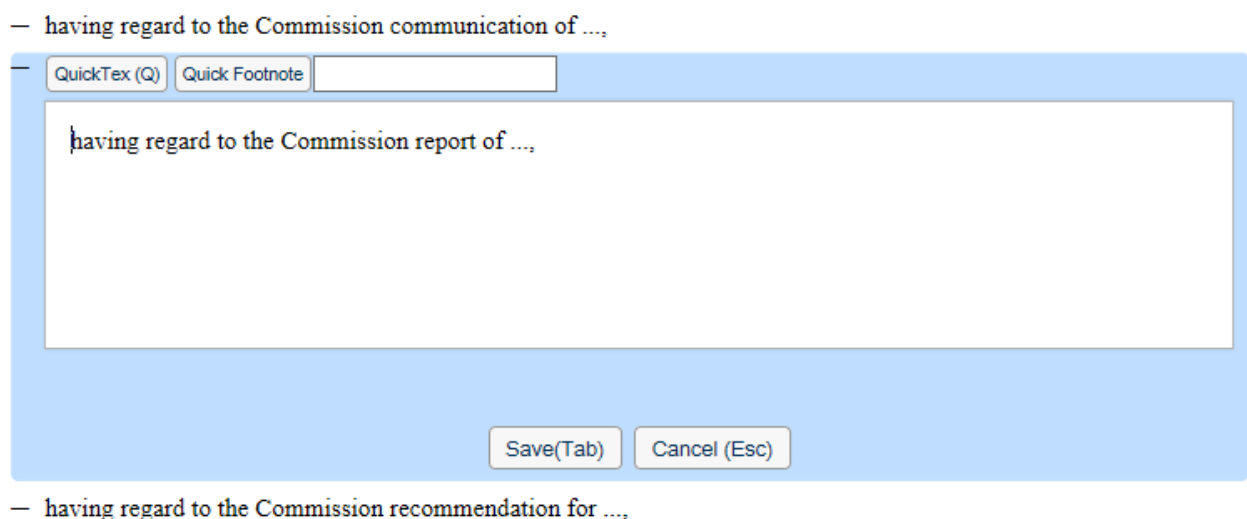 — having regard to the Commission communication of ...,
— QuickTex (Q) Quick Footnote
having regard to the Commission report of ...,
Save(Tab) Cancel (Esc)
— having regard to the Commission recommendation for ...,